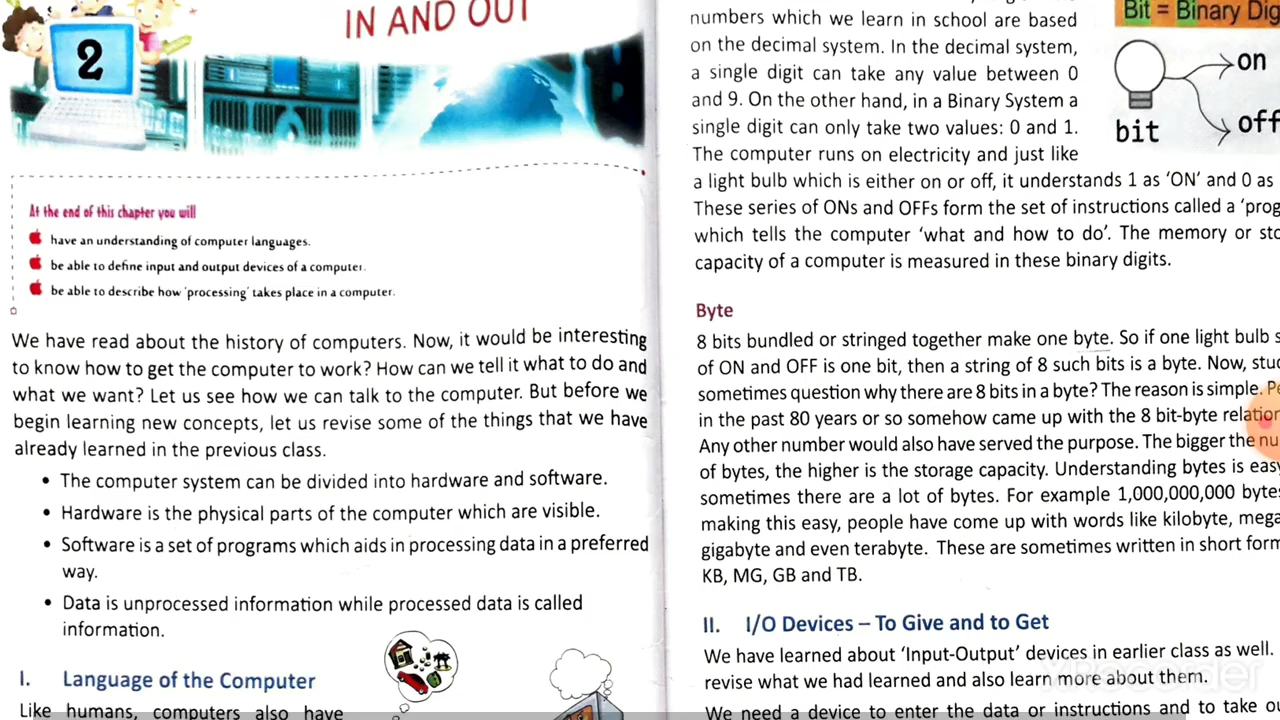 2
IN AND OUT
At the end of this chapter you will
have an understanding of computer languages.
be able to define input and output devices of a computer.
be able to describe how 'processing' takes place in a computer.
We have read about the history of computers. Now, it would be interesting
to know how to get the computer to work? How can we tell it what to do and
what we want? Let us see how we can talk to the computer. But before we
begin learning new concepts, let us revise some of the things that we have
already learned in the previous class.
• The computer system can be divided into hardware and software.
• Hardware is the physical parts of the computer which are visible.
• Software is a set of programs which aids in processing data in a preferred
way.
• Data is unprocessed information while processed data is called
information.
I. Language of the Computer
Like humans, computers also have
numbers which we learn in school are based
on the decimal system. In the decimal system,
a single digit can take any value between 0
and 9. On the other hand, in a Binary System a
single digit can only take two values: 0 and 1.
The computer runs on electricity and just like
a light bulb which is either on or off, it understands 1 as 'ON' and 0 as
These series of ONs and OFFs form the set of instructions called a 'prog
which tells the computer 'what and how to do'. The memory or sto
capacity of a computer is measured in these binary digits.
Bit = Binary Dig
on
off
bit
Byte
8 bits bundled or stringed together make one byte. So if one light bulb s
of ON and OFF is one bit, then a string of 8 such bits is a byte. Now, stu
sometimes question why there are 8 bits in a byte? The reason is simple. Pe
in the past 80 years or so somehow came up with the 8 bit-byte relation
Any other number would also have served the purpose. The bigger the nu
of bytes, the higher is the storage capacity. Understanding bytes is easy
sometimes there are a lot of bytes. For example 1,000,000,000 bytes
making this easy, people have come up with words like kilobyte, mega
gigabyte and even terabyte. These are sometimes written in short form
KB, MG, GB and TB.
II. I/O Devices – To Give and to Get
We have learned about 'Input-Output' devices in earlier class as well.
revise what we had learned and also learn more about them.
We need a device to enter the data or instructions and to take ou
XRecorder